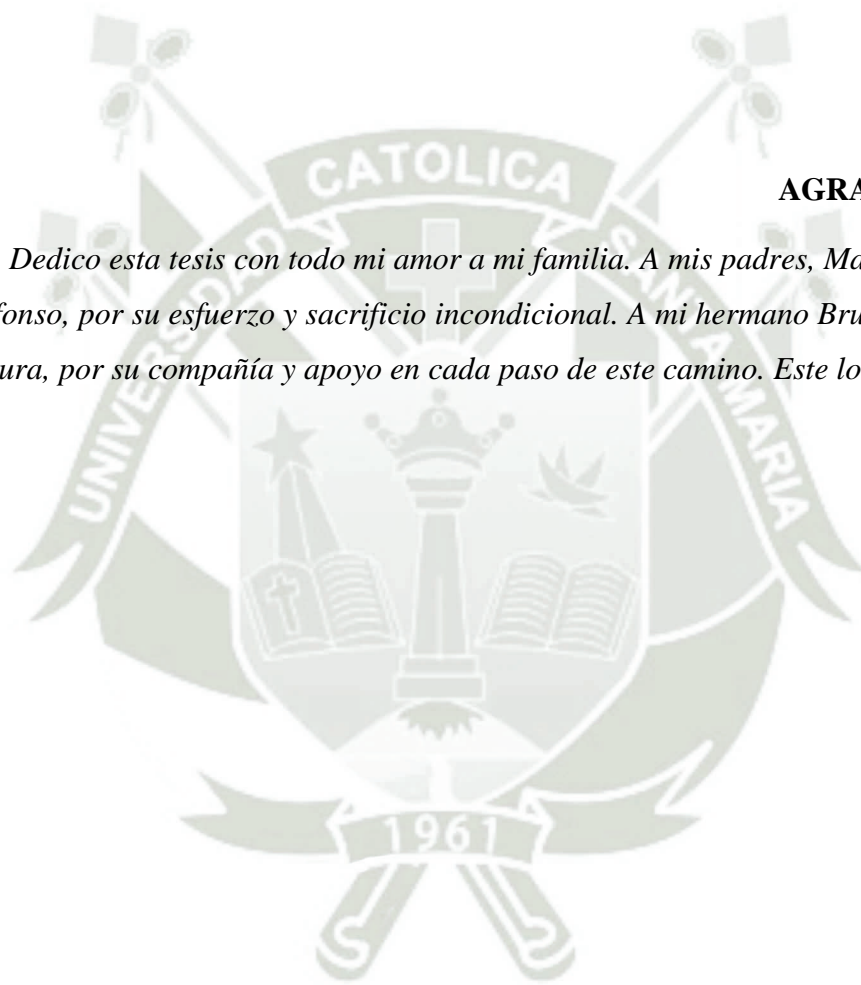 CATOLICA
UNIVERSIDAD
SANTA MARIA
AGRA
Dedico esta tesis con todo mi amor a mi familia. A mis padres, Ma
fonso, por su esfuerzo y sacrificio incondicional. A mi hermano Bru
ura, por su compañía y apoyo en cada paso de este camino. Este lo
1961